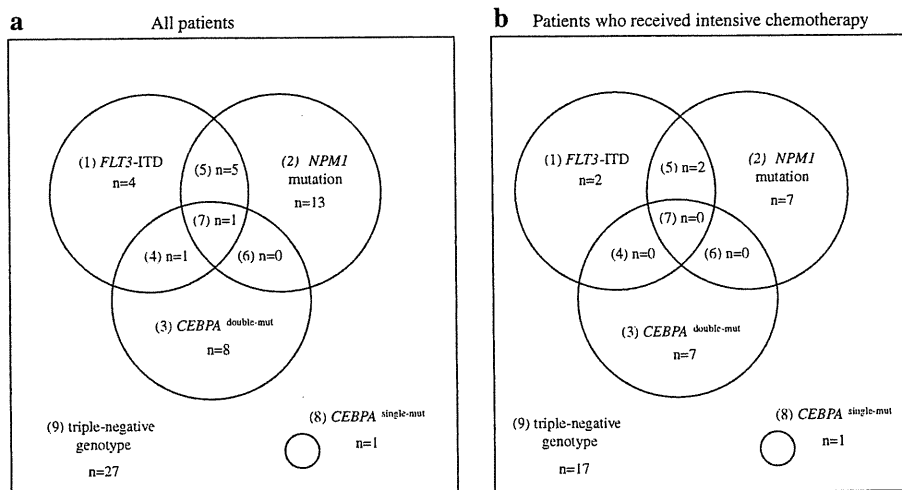 a
All patients
(1) FLT3-ITD
n=4
(5) n=5
(2) NPM1
mutation
n=13
(7) n=1
(4) n=1
(6) n=0
(3) CEBPA double-mut
n=8
(9) triple-negative
genotype
n=27
(8) CEBPA single-mut
n=1
b
Patients who received intensive chemotherapy
(1) FLT3-ITD
n=2
(5) n=2
(2) NPM1
mutation
n=7
(7) n=0
(4) n=0
(6) n=0
(3) CEBPA double-mut
n=7
(9) triple-negative
genotype
n=17
(8) CEBPA single-mut
n=1